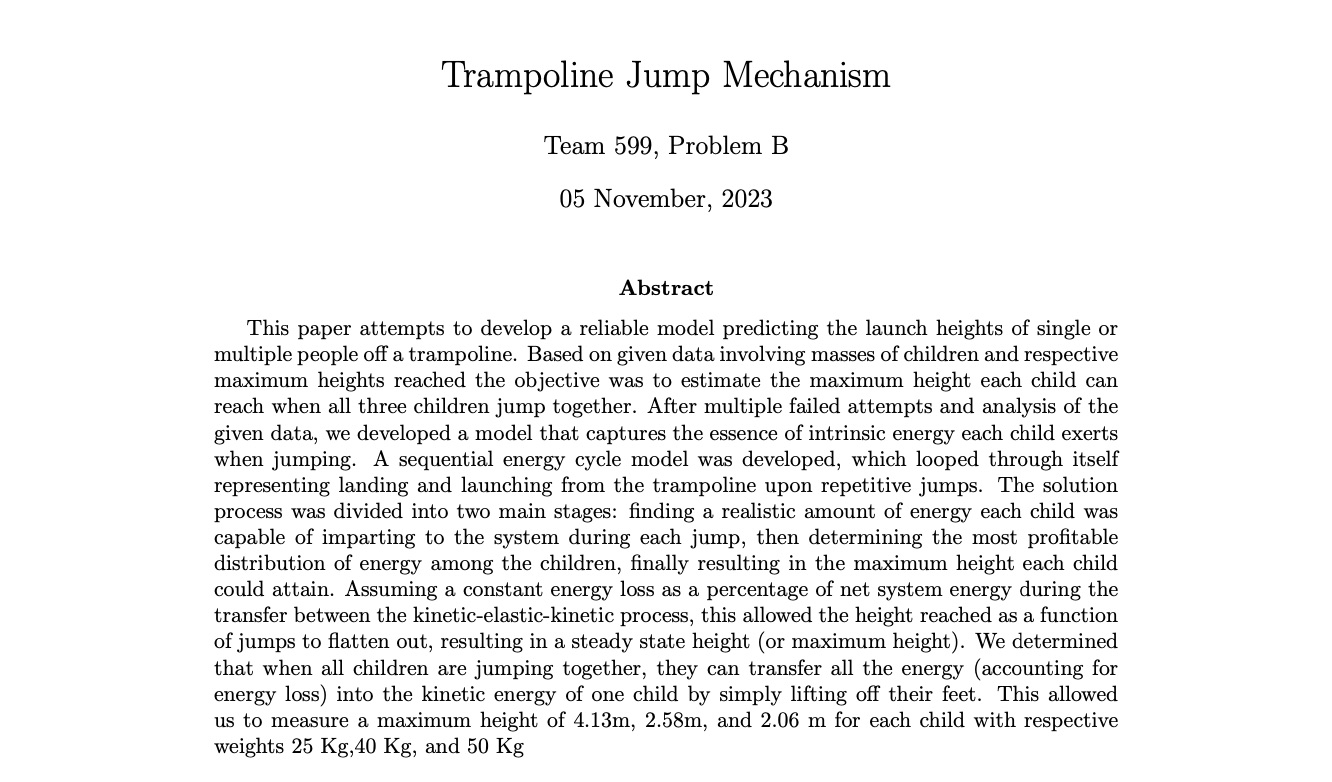 Trampoline Jump Mechanism
Team 599, Problem B
05 November, 2023
Abstract
This paper attempts to develop a reliable model predicting the launch heights of single or
multiple people off a trampoline. Based on given data involving masses of children and respective
maximum heights reached the objective was to estimate the maximum height each child can
reach when all three children jump together. After multiple failed attempts and analysis of the
given data, we developed a model that captures the essence of intrinsic energy each child exerts
when jumping. A sequential energy cycle model was developed, which looped through itself
representing landing and launching from the trampoline upon repetitive jumps. The solution
process was divided into two main stages: finding a realistic amount of energy each child was
capable of imparting to the system during each jump, then determining the most profitable
distribution of energy among the children, finally resulting in the maximum height each child
could attain. Assuming a constant energy loss as a percentage of net system energy during the
transfer between the kinetic-elastic-kinetic process, this allowed the height reached as a function
of jumps to flatten out, resulting in a steady state height (or maximum height). We determined
that when all children are jumping together, they can transfer all the energy (accounting for
energy loss) into the kinetic energy of one child by simply lifting off their feet. This allowed
us to measure a maximum height of 4.13m, 2.58m, and 2.06 m for each child with respective
weights 25 Kg,40 Kg, and 50 Kg